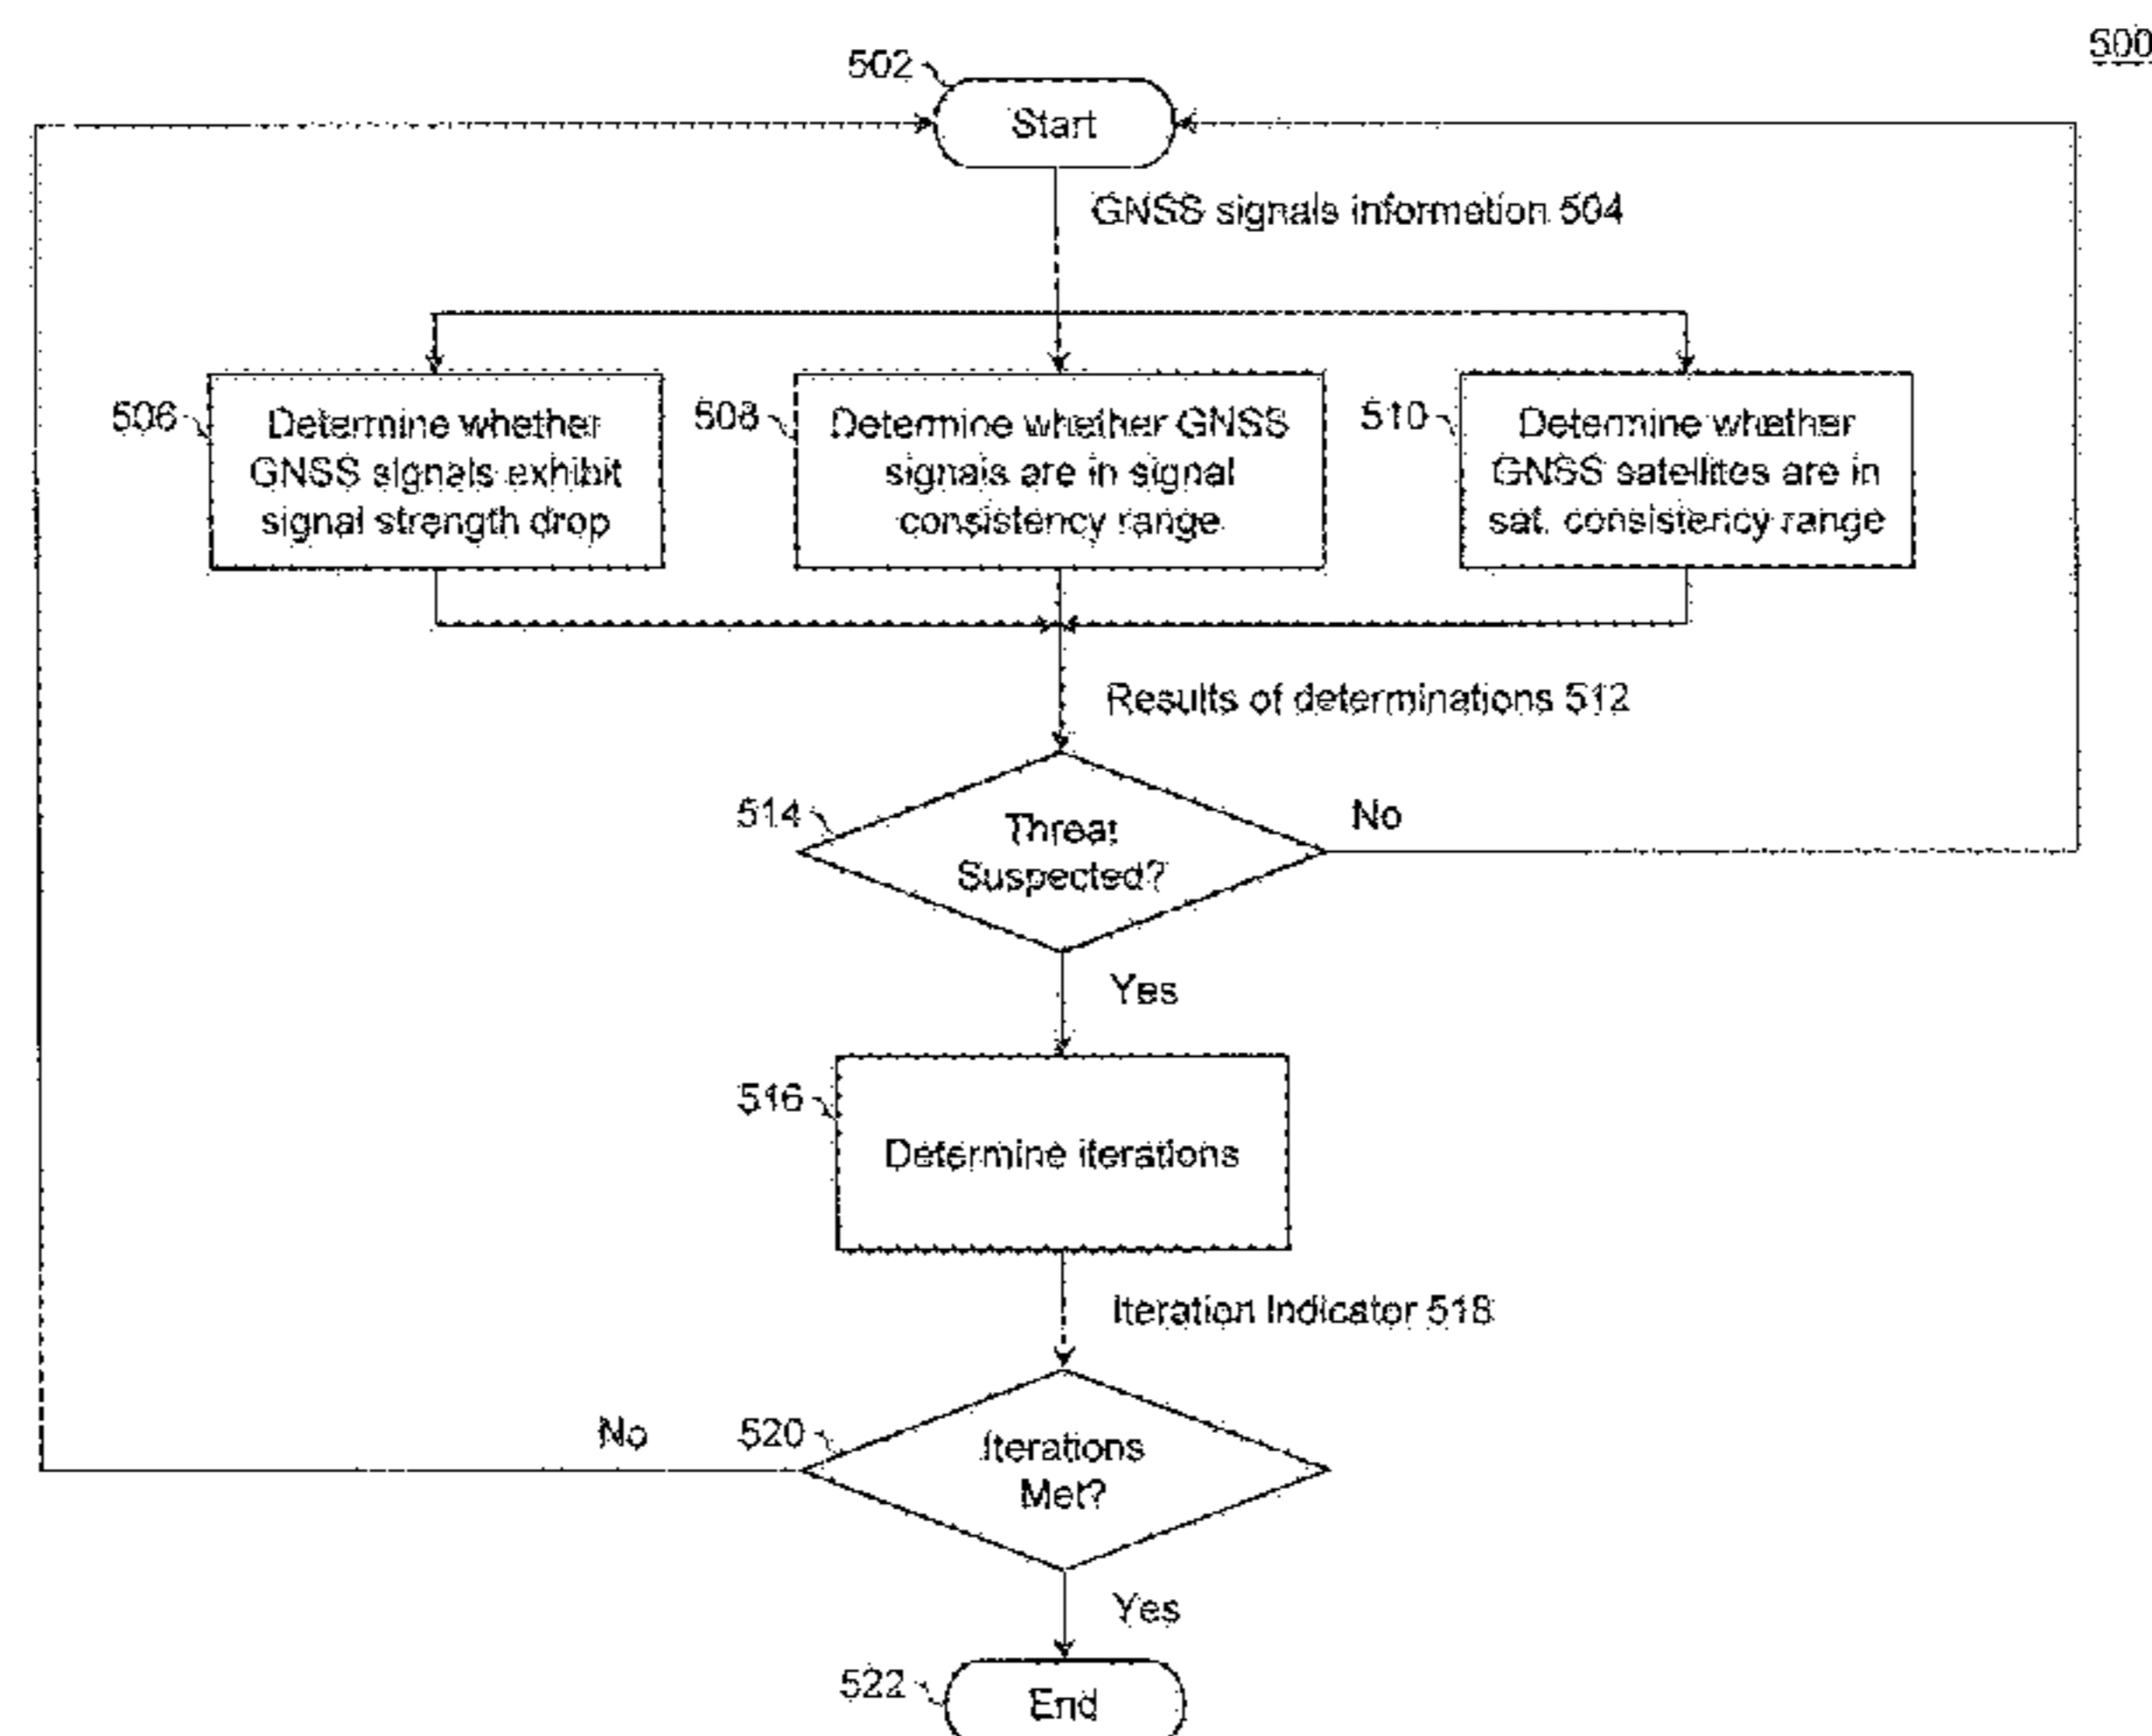 500
502
Start
GNSS signals information 504
506
Determine whether
GNSS signals exhibit
signal strength drop
508
Determine whether GNSS
signals are in signal
consistency range
510
Determine whether
GNSS satellites are in
sat. consistency range
Results of determinations 512
514
Threat
Suspected?
No
Yes
516
Determine iterations
Iteration Indicator 518
No
520
Iterations
Met?
Yes
522
End